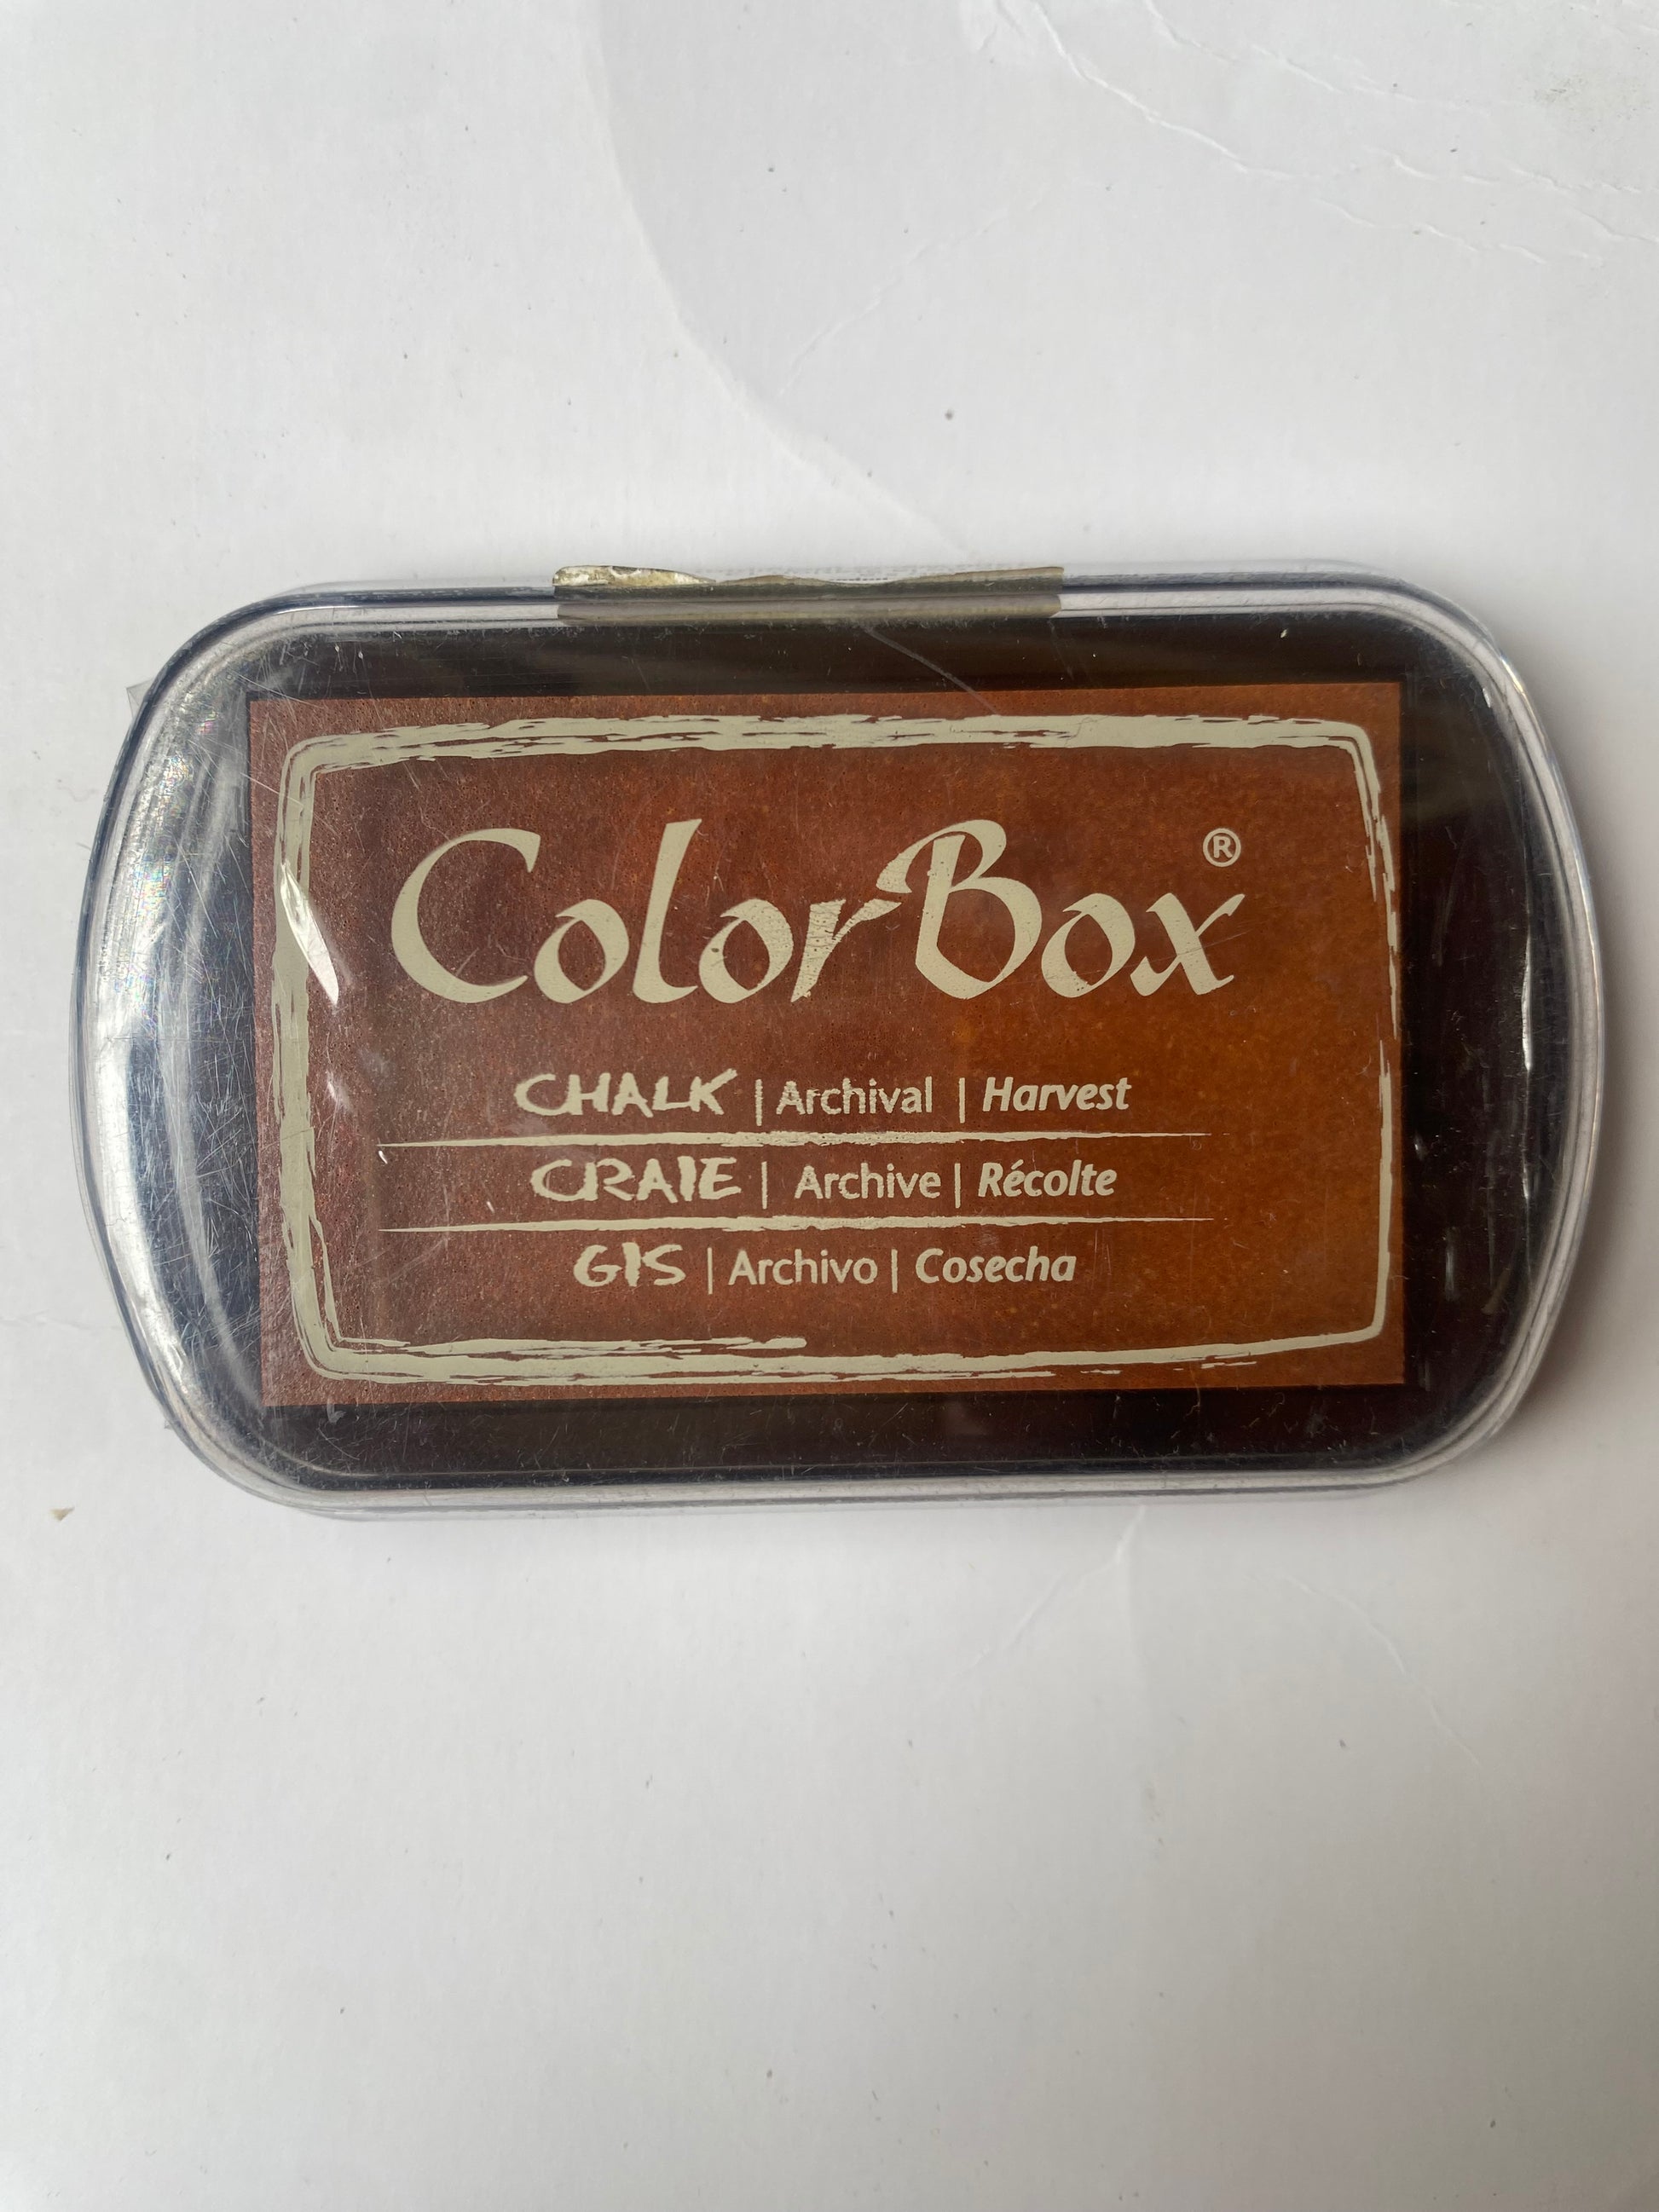 ColorBox®
CHALK | Archival | Harvest
CRAIE | Archive | Récolte
GIS | Archivo | Cosecha